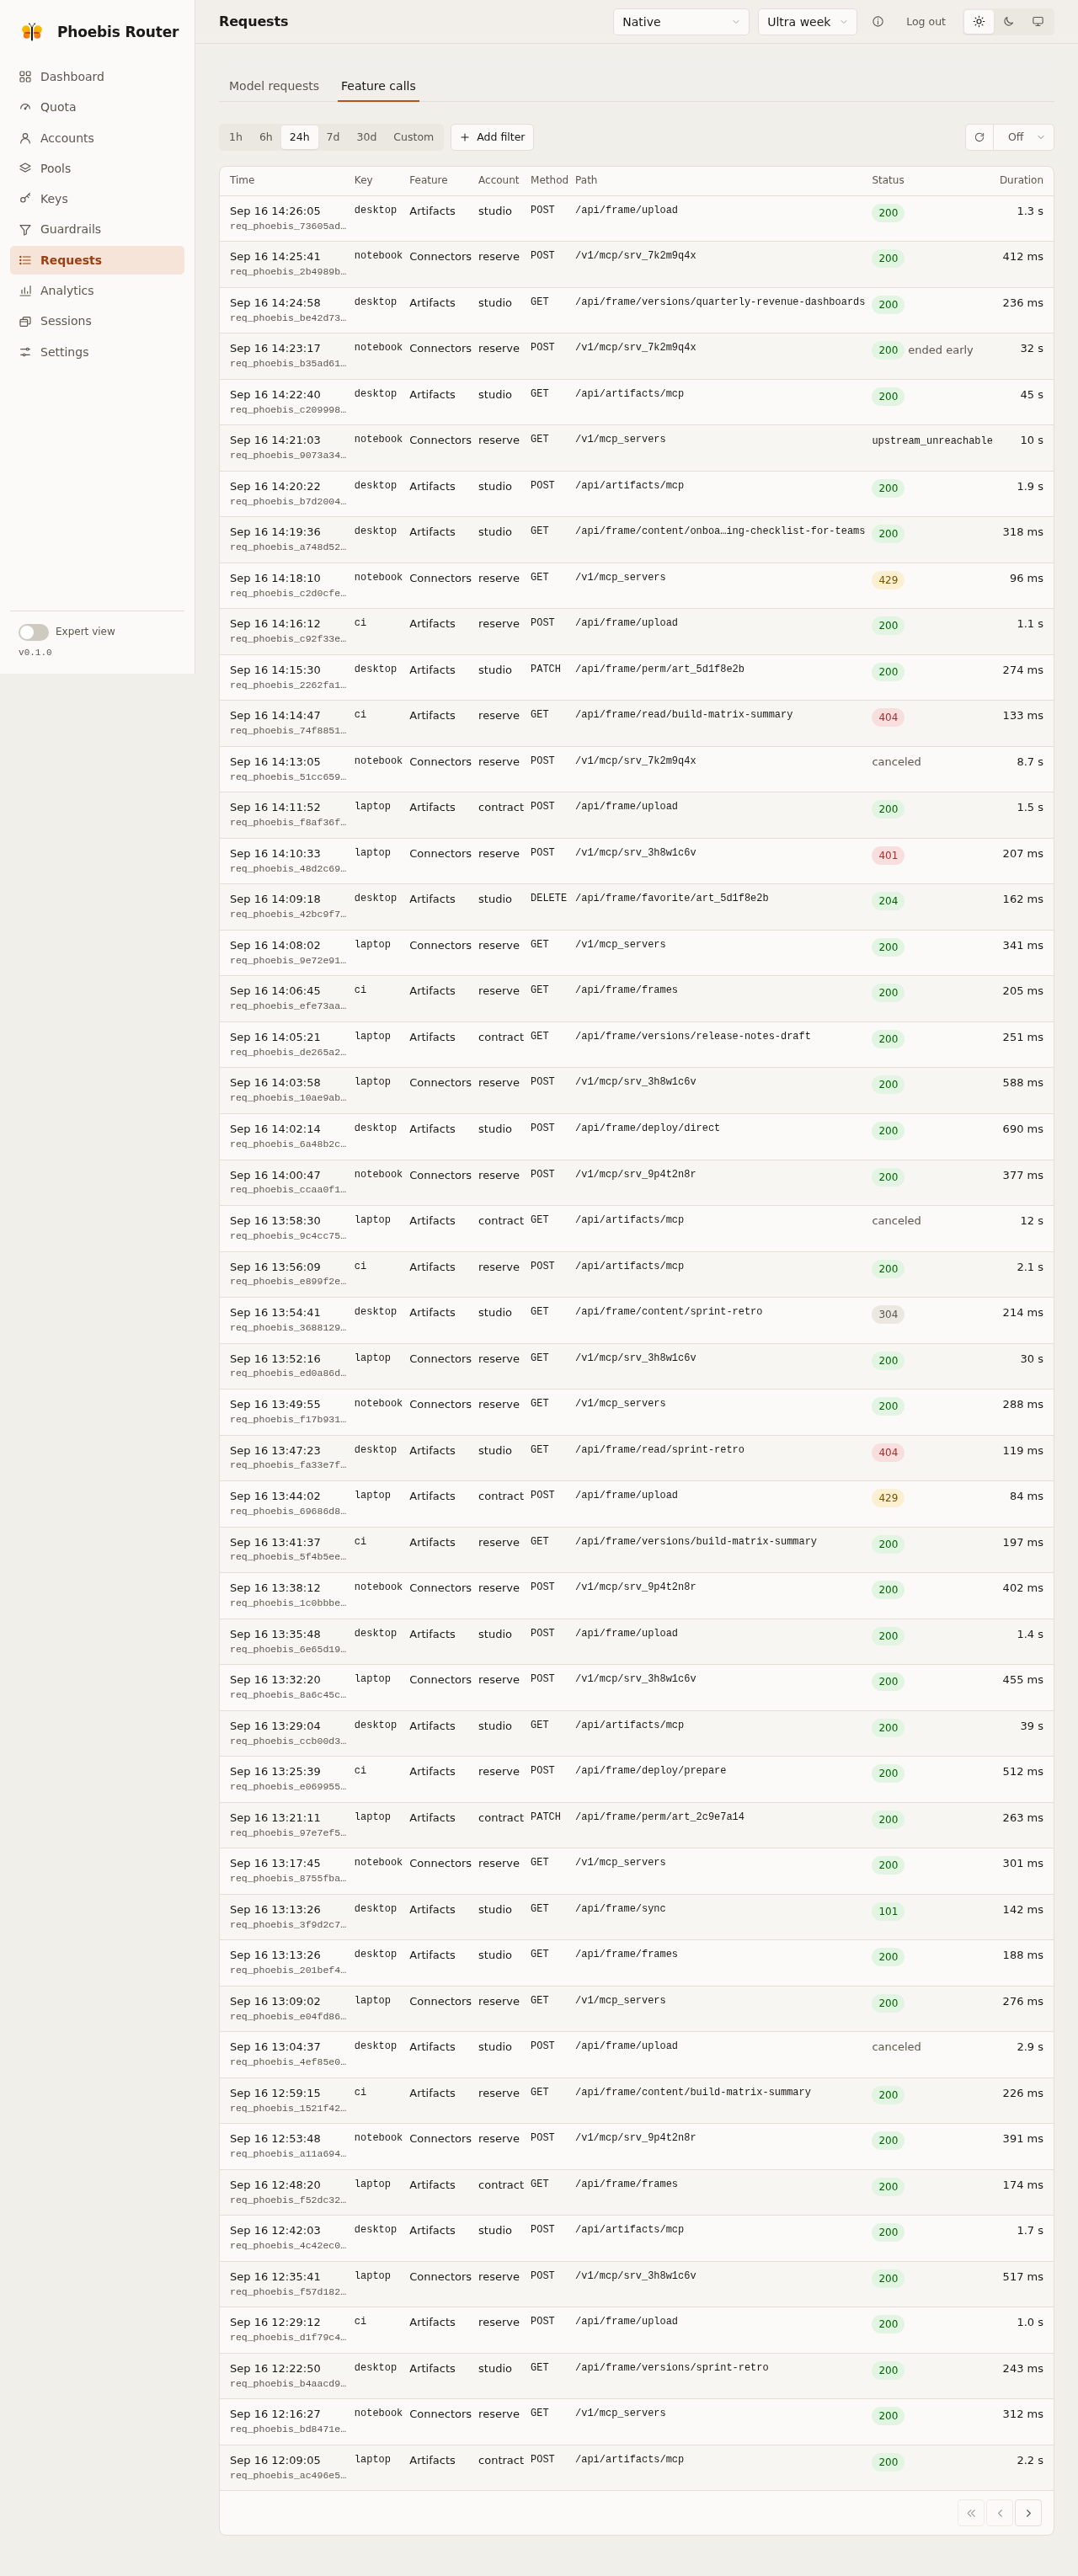 Phoebis Router
Requests
Native
Ultra week
Log out
Dashboard
Quota
Accounts
Pools
Keys
Guardrails
Requests
Analytics
Sessions
Settings
Expert view
v0.1.0
Model requests Feature calls
1h 6h 24h 7d 30d Custom + Add filter Off
Time Key Feature Account Method Path Status Duration
Sep 16 14:26:05 desktop Artifacts studio POST /api/frame/upload 200 1.3 s
req_phoebis_73605ad…
Sep 16 14:25:41 notebook Connectors reserve POST /v1/mcp/srv_7k2m9q4x 200 412 ms
req_phoebis_2b4989b…
Sep 16 14:24:58 desktop Artifacts studio GET /api/frame/versions/quarterly-revenue-dashboards 200 236 ms
req_phoebis_be42d73…
Sep 16 14:23:17 notebook Connectors reserve POST /v1/mcp/srv_7k2m9q4x 200 ended early 32 s
req_phoebis_b35ad61…
Sep 16 14:22:40 desktop Artifacts studio GET /api/artifacts/mcp 200 45 s
req_phoebis_c209998…
Sep 16 14:21:03 notebook Connectors reserve GET /v1/mcp_servers upstream_unreachable 10 s
req_phoebis_9073a34…
Sep 16 14:20:22 desktop Artifacts studio POST /api/artifacts/mcp 200 1.9 s
req_phoebis_b7d2004…
Sep 16 14:19:36 desktop Artifacts studio GET /api/frame/content/onboa…ing-checklist-for-teams 200 318 ms
req_phoebis_a748d52…
Sep 16 14:18:10 notebook Connectors reserve GET /v1/mcp_servers 429 96 ms
req_phoebis_c2d0cfe…
Sep 16 14:16:12 ci Artifacts reserve POST /api/frame/upload 200 1.1 s
req_phoebis_c92f33e…
Sep 16 14:15:30 desktop Artifacts studio PATCH /api/frame/perm/art_5d1f8e2b 200 274 ms
req_phoebis_2262fa1…
Sep 16 14:14:47 ci Artifacts reserve GET /api/frame/read/build-matrix-summary 404 133 ms
req_phoebis_74f8851…
Sep 16 14:13:05 notebook Connectors reserve POST /v1/mcp/srv_7k2m9q4x canceled 8.7 s
req_phoebis_51cc659…
Sep 16 14:11:52 laptop Artifacts contract POST /api/frame/upload 200 1.5 s
req_phoebis_f8af36f…
Sep 16 14:10:33 laptop Connectors reserve POST /v1/mcp/srv_3h8w1c6v 401 207 ms
req_phoebis_48d2c69…
Sep 16 14:09:18 desktop Artifacts studio DELETE /api/frame/favorite/art_5d1f8e2b 204 162 ms
req_phoebis_42bc9f7…
Sep 16 14:08:02 laptop Connectors reserve GET /v1/mcp_servers 200 341 ms
req_phoebis_9e72e91…
Sep 16 14:06:45 ci Artifacts reserve GET /api/frame/frames 200 205 ms
req_phoebis_efe73aa…
Sep 16 14:05:21 laptop Artifacts contract GET /api/frame/versions/release-notes-draft 200 251 ms
req_phoebis_de265a2…
Sep 16 14:03:58 laptop Connectors reserve POST /v1/mcp/srv_3h8w1c6v 200 588 ms
req_phoebis_10ae9ab…
Sep 16 14:02:14 desktop Artifacts studio POST /api/frame/deploy/direct 200 690 ms
req_phoebis_6a48b2c…
Sep 16 14:00:47 notebook Connectors reserve POST /v1/mcp/srv_9p4t2n8r 200 377 ms
req_phoebis_ccaa0f1…
Sep 16 13:58:30 laptop Artifacts contract GET /api/artifacts/mcp canceled 12 s
req_phoebis_9c4cc75…
Sep 16 13:56:09 ci Artifacts reserve POST /api/artifacts/mcp 200 2.1 s
req_phoebis_e899f2e…
Sep 16 13:54:41 desktop Artifacts studio GET /api/frame/content/sprint-retro 304 214 ms
req_phoebis_3688129…
Sep 16 13:52:16 laptop Connectors reserve GET /v1/mcp/srv_3h8w1c6v 200 30 s
req_phoebis_ed0a86d…
Sep 16 13:49:55 notebook Connectors reserve GET /v1/mcp_servers 200 288 ms
req_phoebis_f17b931…
Sep 16 13:47:23 desktop Artifacts studio GET /api/frame/read/sprint-retro 404 119 ms
req_phoebis_fa33e7f…
Sep 16 13:44:02 laptop Artifacts contract POST /api/frame/upload 429 84 ms
req_phoebis_69686d8…
Sep 16 13:41:37 ci Artifacts reserve GET /api/frame/versions/build-matrix-summary 200 197 ms
req_phoebis_5f4b5ee…
Sep 16 13:38:12 notebook Connectors reserve POST /v1/mcp/srv_9p4t2n8r 200 402 ms
req_phoebis_1c0bbbe…
Sep 16 13:35:48 desktop Artifacts studio POST /api/frame/upload 200 1.4 s
req_phoebis_6e65d19…
Sep 16 13:32:20 laptop Connectors reserve POST /v1/mcp/srv_3h8w1c6v 200 455 ms
req_phoebis_8a6c45c…
Sep 16 13:29:04 desktop Artifacts studio GET /api/artifacts/mcp 200 39 s
req_phoebis_ccb00d3…
Sep 16 13:25:39 ci Artifacts reserve POST /api/frame/deploy/prepare 200 512 ms
req_phoebis_e069955…
Sep 16 13:21:11 laptop Artifacts contract PATCH /api/frame/perm/art_2c9e7a14 200 263 ms
req_phoebis_97e7ef5…
Sep 16 13:17:45 notebook Connectors reserve GET /v1/mcp_servers 200 301 ms
req_phoebis_8755fba…
Sep 16 13:13:26 desktop Artifacts studio GET /api/frame/sync 101 142 ms
req_phoebis_3f9d2c7…
Sep 16 13:13:26 desktop Artifacts studio GET /api/frame/frames 200 188 ms
req_phoebis_201bef4…
Sep 16 13:09:02 laptop Connectors reserve GET /v1/mcp_servers 200 276 ms
req_phoebis_e04fd86…
Sep 16 13:04:37 desktop Artifacts studio POST /api/frame/upload canceled 2.9 s
req_phoebis_4ef85e0…
Sep 16 12:59:15 ci Artifacts reserve GET /api/frame/content/build-matrix-summary 200 226 ms
req_phoebis_1521f42…
Sep 16 12:53:48 notebook Connectors reserve POST /v1/mcp/srv_9p4t2n8r 200 391 ms
req_phoebis_a11a694…
Sep 16 12:48:20 laptop Artifacts contract GET /api/frame/frames 200 174 ms
req_phoebis_f52dc32…
Sep 16 12:42:03 desktop Artifacts studio POST /api/artifacts/mcp 200 1.7 s
req_phoebis_4c42ec0…
Sep 16 12:35:41 laptop Connectors reserve POST /v1/mcp/srv_3h8w1c6v 200 517 ms
req_phoebis_f57d182…
Sep 16 12:29:12 ci Artifacts reserve POST /api/frame/upload 200 1.0 s
req_phoebis_d1f79c4…
Sep 16 12:22:50 desktop Artifacts studio GET /api/frame/versions/sprint-retro 200 243 ms
req_phoebis_b4aacd9…
Sep 16 12:16:27 notebook Connectors reserve GET /v1/mcp_servers 200 312 ms
req_phoebis_bd8471e…
Sep 16 12:09:05 laptop Artifacts contract POST /api/artifacts/mcp 200 2.2 s
req_phoebis_ac496e5…